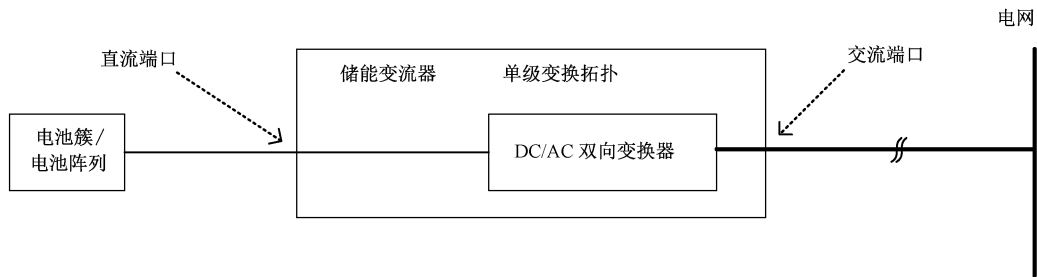 电网
直流端口
储能变流器 单级变换拓扑
交流端口
电池簇/
电池阵列
DC/AC 双向变换器